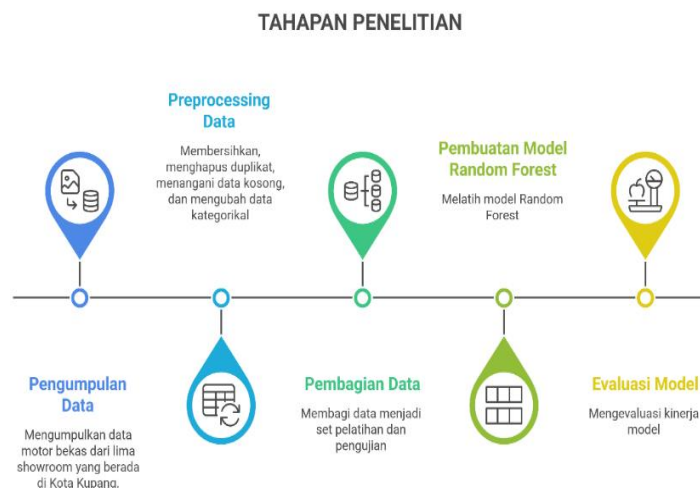 TAHAPAN PENELITIAN
Pengumpulan
Data
Mengumpulkan data
motor bekas dari lima
showroom yang berada
di Kota Kupang.
Preprocessing
Data
Membersihkan,
menghapus duplikat,
menangani data kosong,
dan mengubah data
kategorikal
Pembagian Data
Membagi data menjadi
set pelatihan dan
pengujian
Pembuatan Model
Random Forest
Melatih model Random
Forest
Evaluasi Model
Mengevaluasi kinerja
model